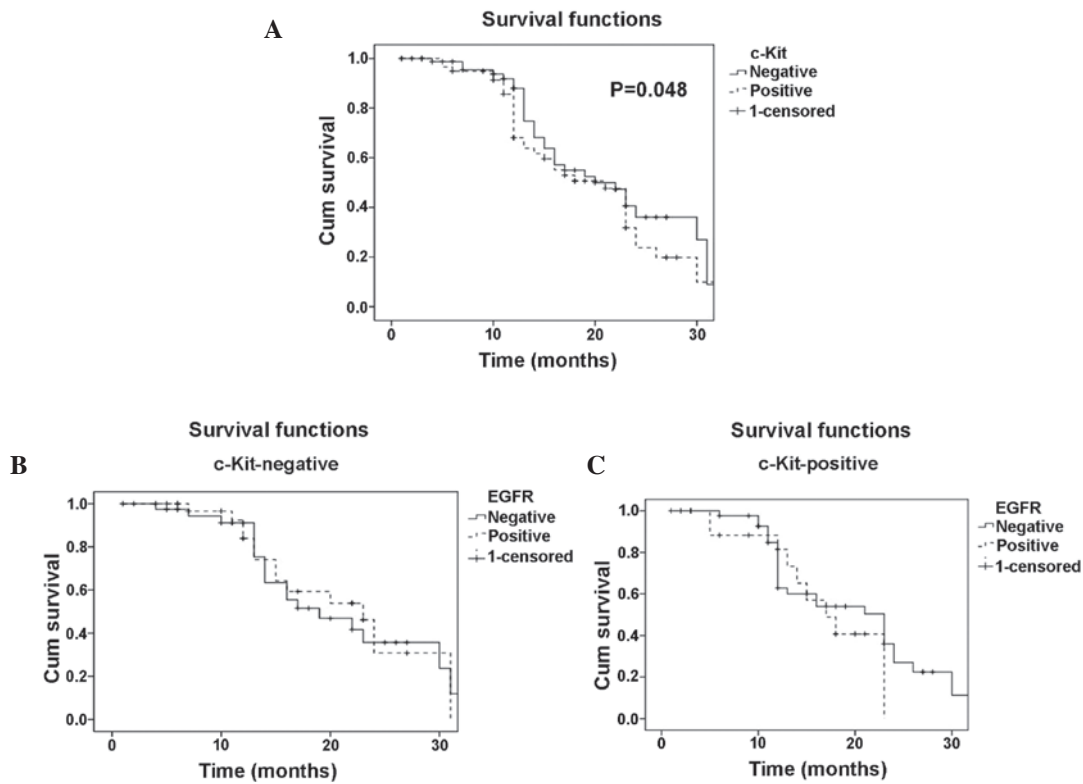 A
Survival functions
c-Kit
Negative
Positive
1-censored
P=0.048
Cum survival
1.0
0.8
0.6
0.4
0.2
0.0
0 10 20 30
Time (months)
B
Survival functions
c-Kit-negative
EGFR
Negative
Positive
1-censored
Cum survival
1.0
0.8
0.6
0.4
0.2
0.0
0 10 20 30
Time (months)
C
Survival functions
c-Kit-positive
EGFR
Negative
Positive
1-censored
Cum survival
1.0
0.8
0.6
0.4
0.2
0.0
0 10 20 30
Time (months)